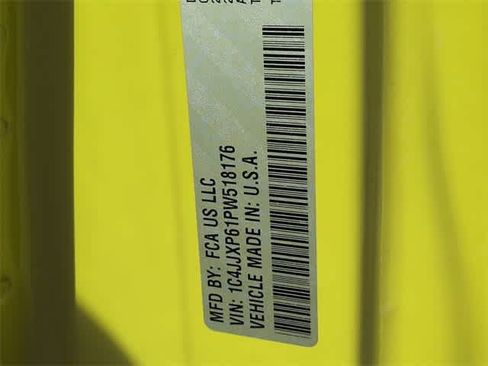 MFD BY: FCA US LLC
VIN: 1C4JJXP61PW518176
VEHICLE MADE IN: U.S.A.